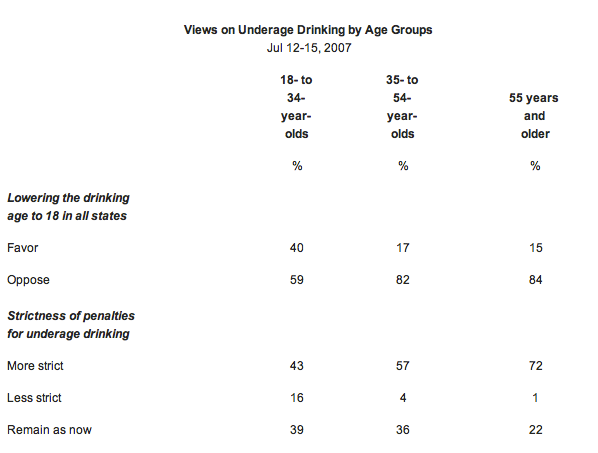 Views on Underage Drinking by Age Groups
Jul 12-15, 2007
18- to 34- year- olds
35- to 54- year- olds
55 years and older
% % %
Lowering the drinking
age to 18 in all states
Favor 40 17 15
Oppose 59 82 84
Strictness of penalties
for underage drinking
More strict 43 57 72
Less strict 16 4 1
Remain as now 39 36 22